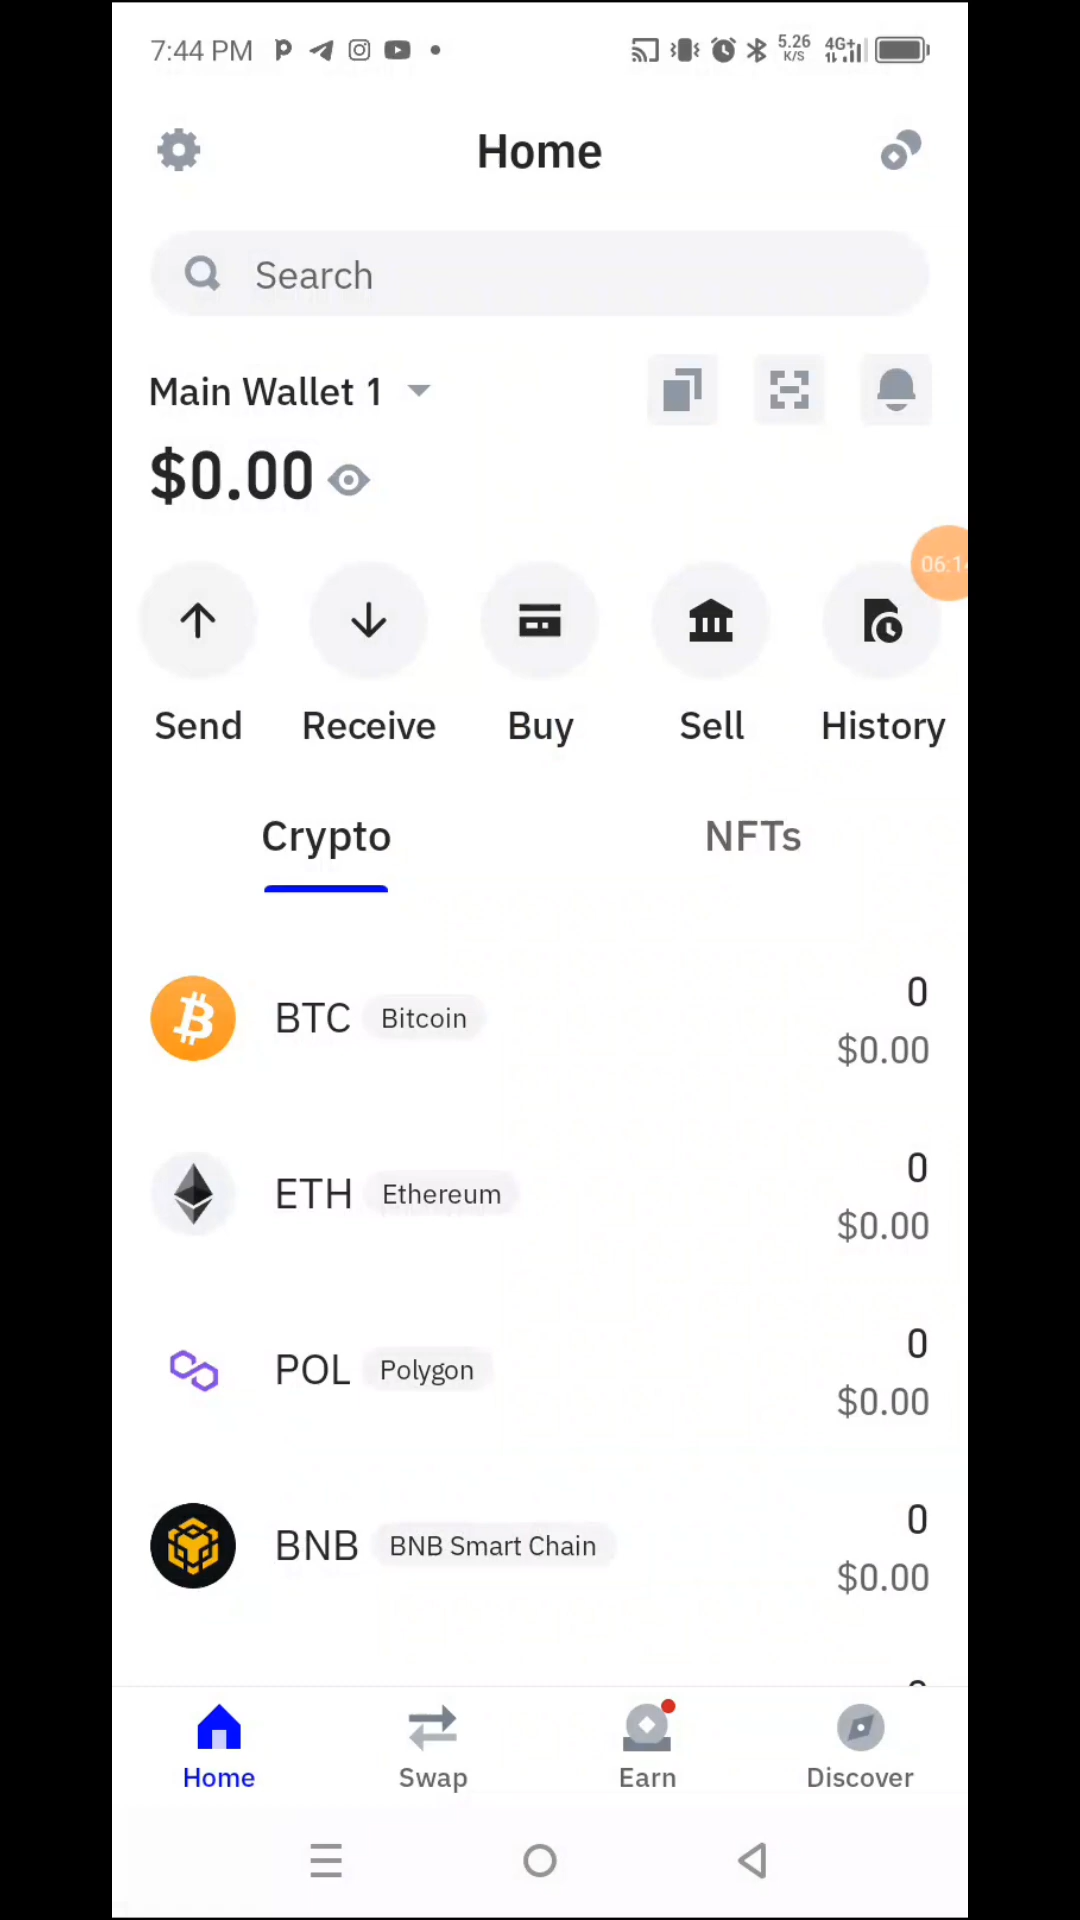 7:44 PM
5.26
K/S
4G+
Home
Search
Main Wallet 1
$0.00
Send
Receive
Buy
Sell
History
Crypto
NFTs
BTC
Bitcoin
0
$0.00
ETH
Ethereum
0
$0.00
POL
Polygon
0
$0.00
BNB
BNB Smart Chain
0
$0.00
Home
Swap
Earn
Discover